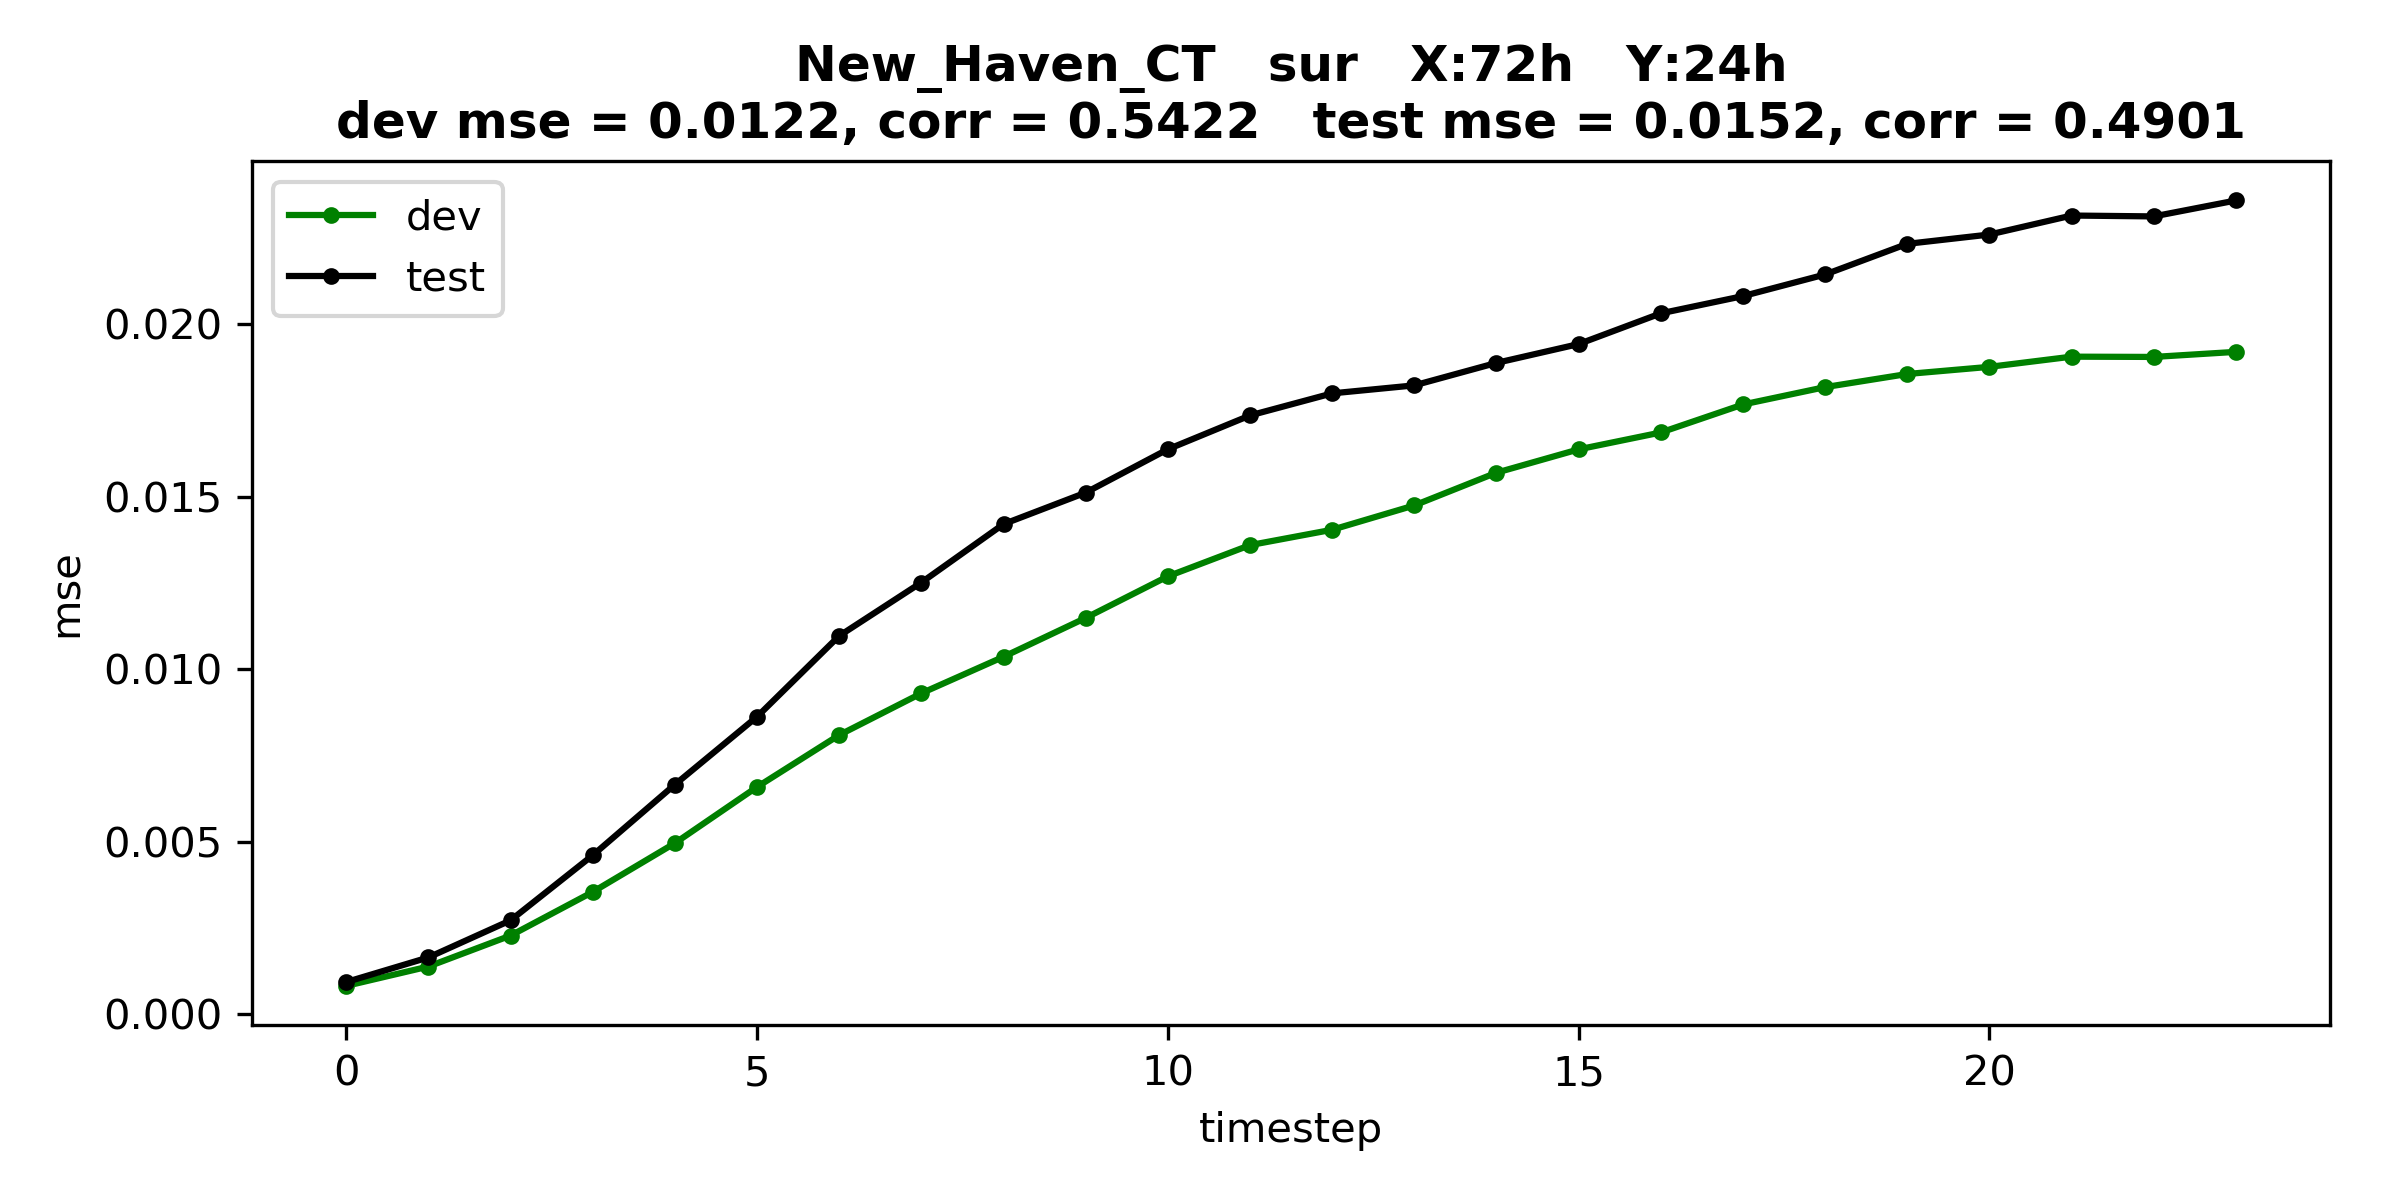 New_Haven_CT   sur   X:72h   Y:24h
dev mse = 0.0122, corr = 0.5422   test mse = 0.0152, corr = 0.4901
dev
test
0.020
0.015
0.010
0.005
0.000
mse
0 5 10 15 20
timestep